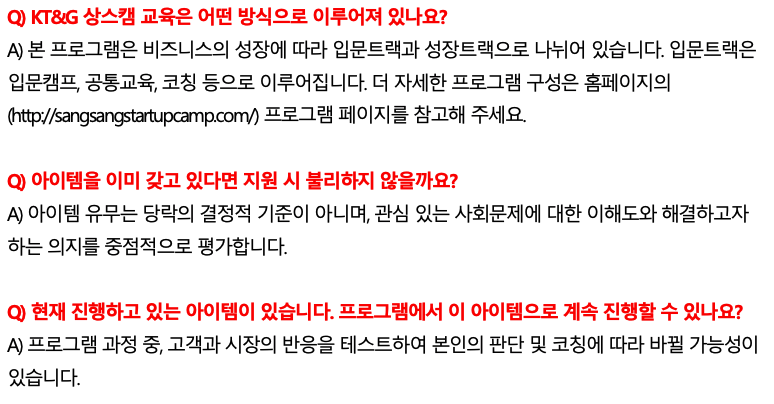 Q) KT&G 상스캠 교육은 어떤 방식으로 이루어져 있나요?
A) 본 프로그램은 비즈니스의 성장에 따라 입문트랙과 성장트랙으로 나뉘어 있습니다. 입문트랙은
입문캠프, 공통교육, 코칭 등으로 이루어집니다. 더 자세한 프로그램 구성은 홈페이지의
(http://sangsangstartupcamp.com/) 프로그램 페이지를 참고해 주세요.
Q) 아이템을 이미 갖고 있다면 지원 시 불리하지 않을까요?
A) 아이템 유무는 당락의 결정적 기준이 아니며, 관심 있는 사회문제에 대한 이해도와 해결하고자
하는 의지를 중점적으로 평가합니다.
Q) 현재 진행하고 있는 아이템이 있습니다. 프로그램에서 이 아이템으로 계속 진행할 수 있나요?
A) 프로그램 과정 중, 고객과 시장의 반응을 테스트하여 본인의 판단 및 코칭에 따라 바뀔 가능성이
있습니다.